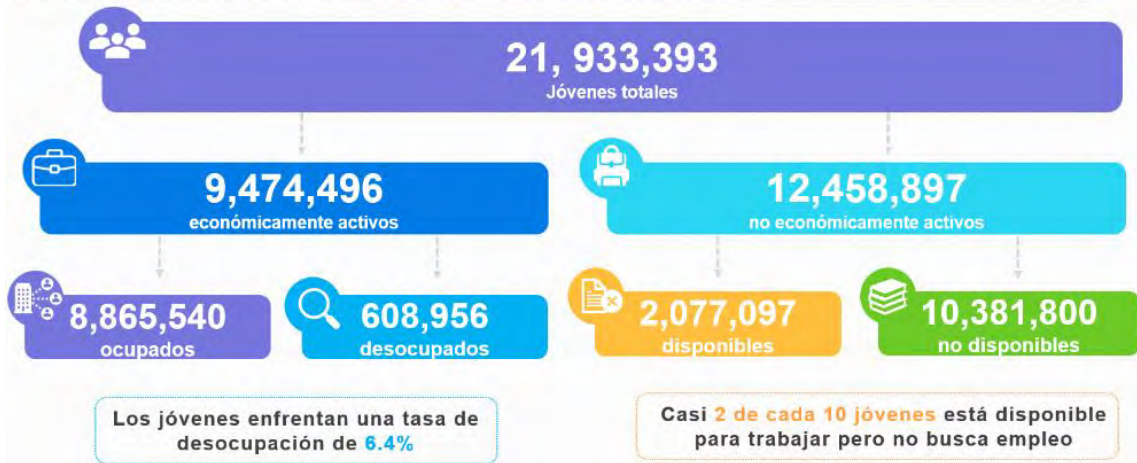 21, 933,393
Jóvenes totales
9,474,496
económicamente activos
12,458,897
no económicamente activos
8,865,540
ocupados
608,956
desocupados
2,077,097
disponibles
10,381,800
no disponibles
Los jóvenes enfrentan una tasa de
desocupación de 6.4%
Casi 2 de cada 10 jóvenes está disponible
para trabajar pero no busca empleo